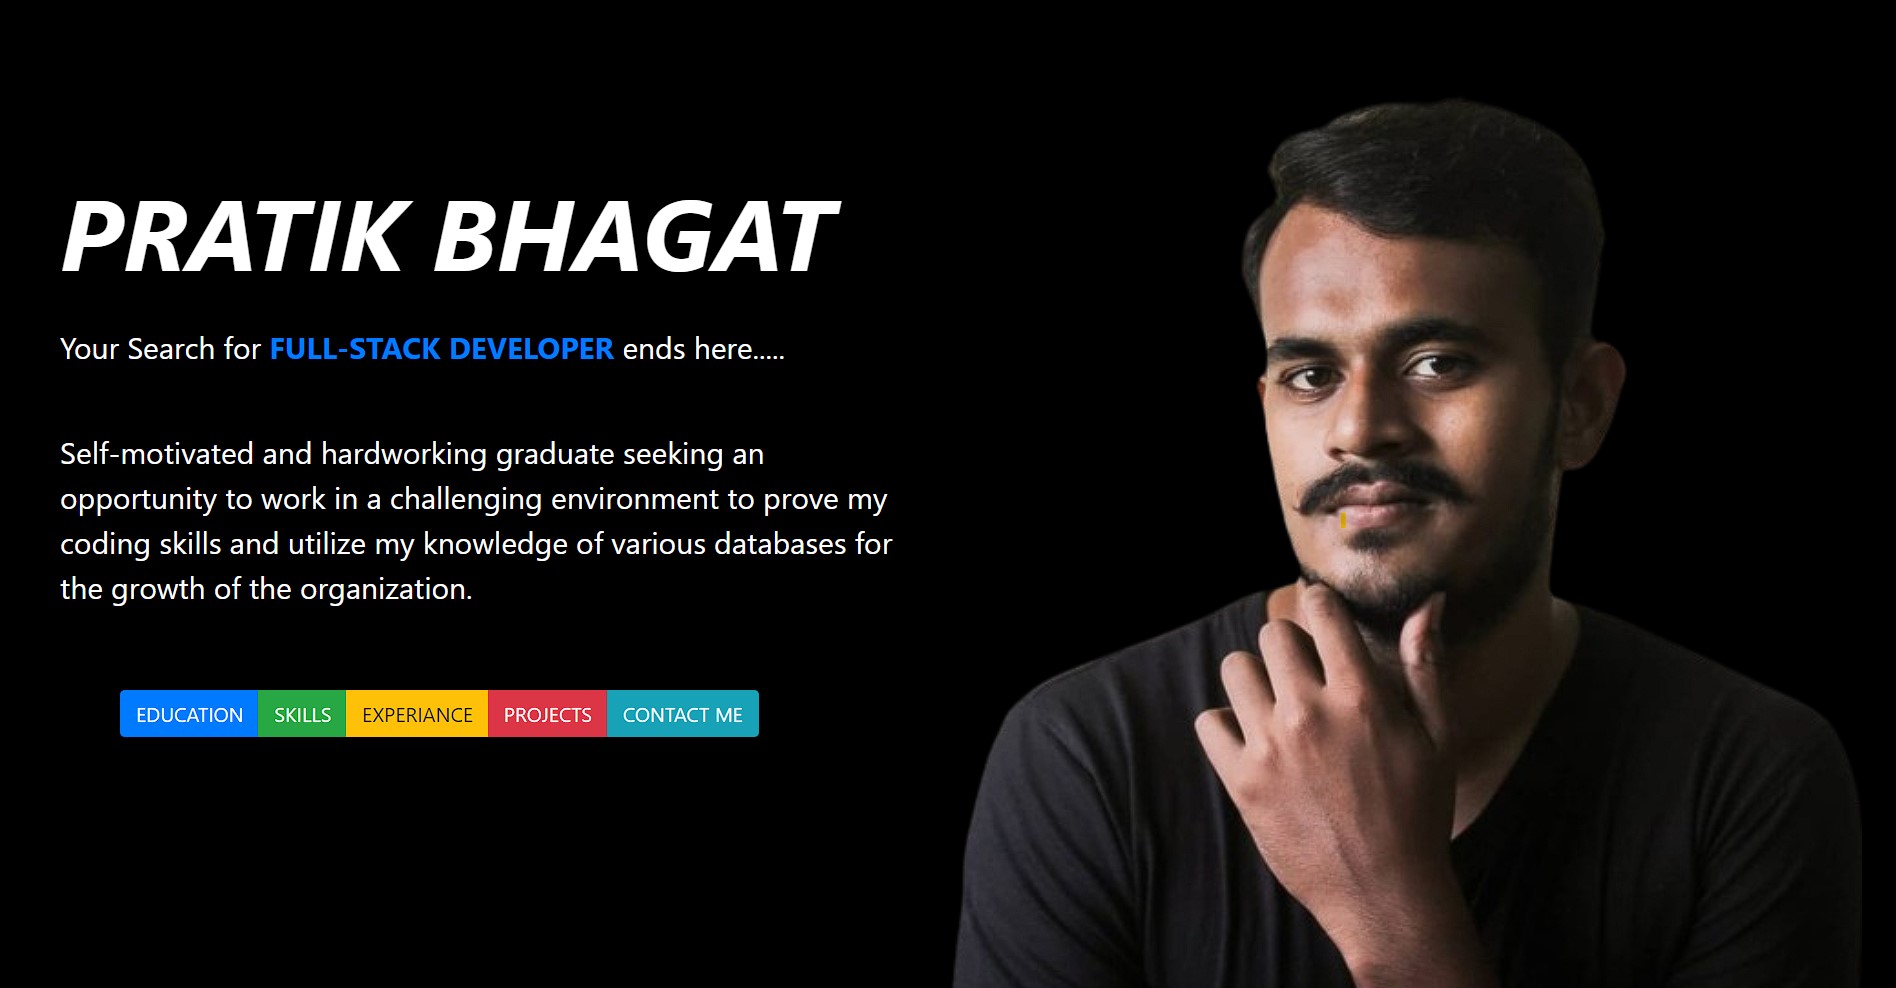 PRATIK BHAGAT
Your Search for FULL-STACK DEVELOPER ends here.....
Self-motivated and hardworking graduate seeking an
opportunity to work in a challenging environment to prove my
coding skills and utilize my knowledge of various databases for
the growth of the organization.
EDUCATION SKILLS EXPERIANCE PROJECTS CONTACT ME